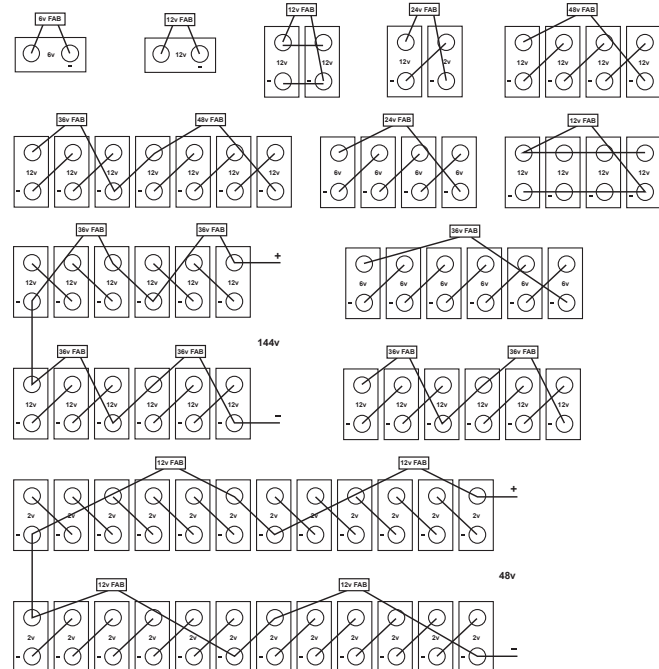 6v FAB 12v FAB 12v FAB 24v FAB 48v FAB
6v 12v 12v 12v 12v 2v 12v 12v 12v 12v
- - - - - - - - - -
36v FAB 48v FAB 24v FAB 12v FAB
12v 12v 12v 12v 12v 12v 12v 6v 6v 6v 6v 12v 12v 12v 12v
- - - - - - - - - - - - - - -
36v FAB 36v FAB 36v FAB
+
12v 12v 12v 12v 12v 12v 6v 6v 6v 6v 6v 6v
- - - - - - - - - - - -
144v
36v FAB 36v FAB 36v FAB 36v FAB
12v 12v 12v 12v 12v 12v 12v 12v 12v 12v 12v 12v
- - - - - - - - - - - - -
12v FAB 12v FAB
+
2v 2v 2v 2v 2v 2v 2v 2v 2v 2v 2v 2v
- - - - - - - - - - - -
48v
12v FAB 12v FAB
2v 2v 2v 2v 2v 2v 2v 2v 2v 2v 2v 2v
- - - - - - - - - - - - -